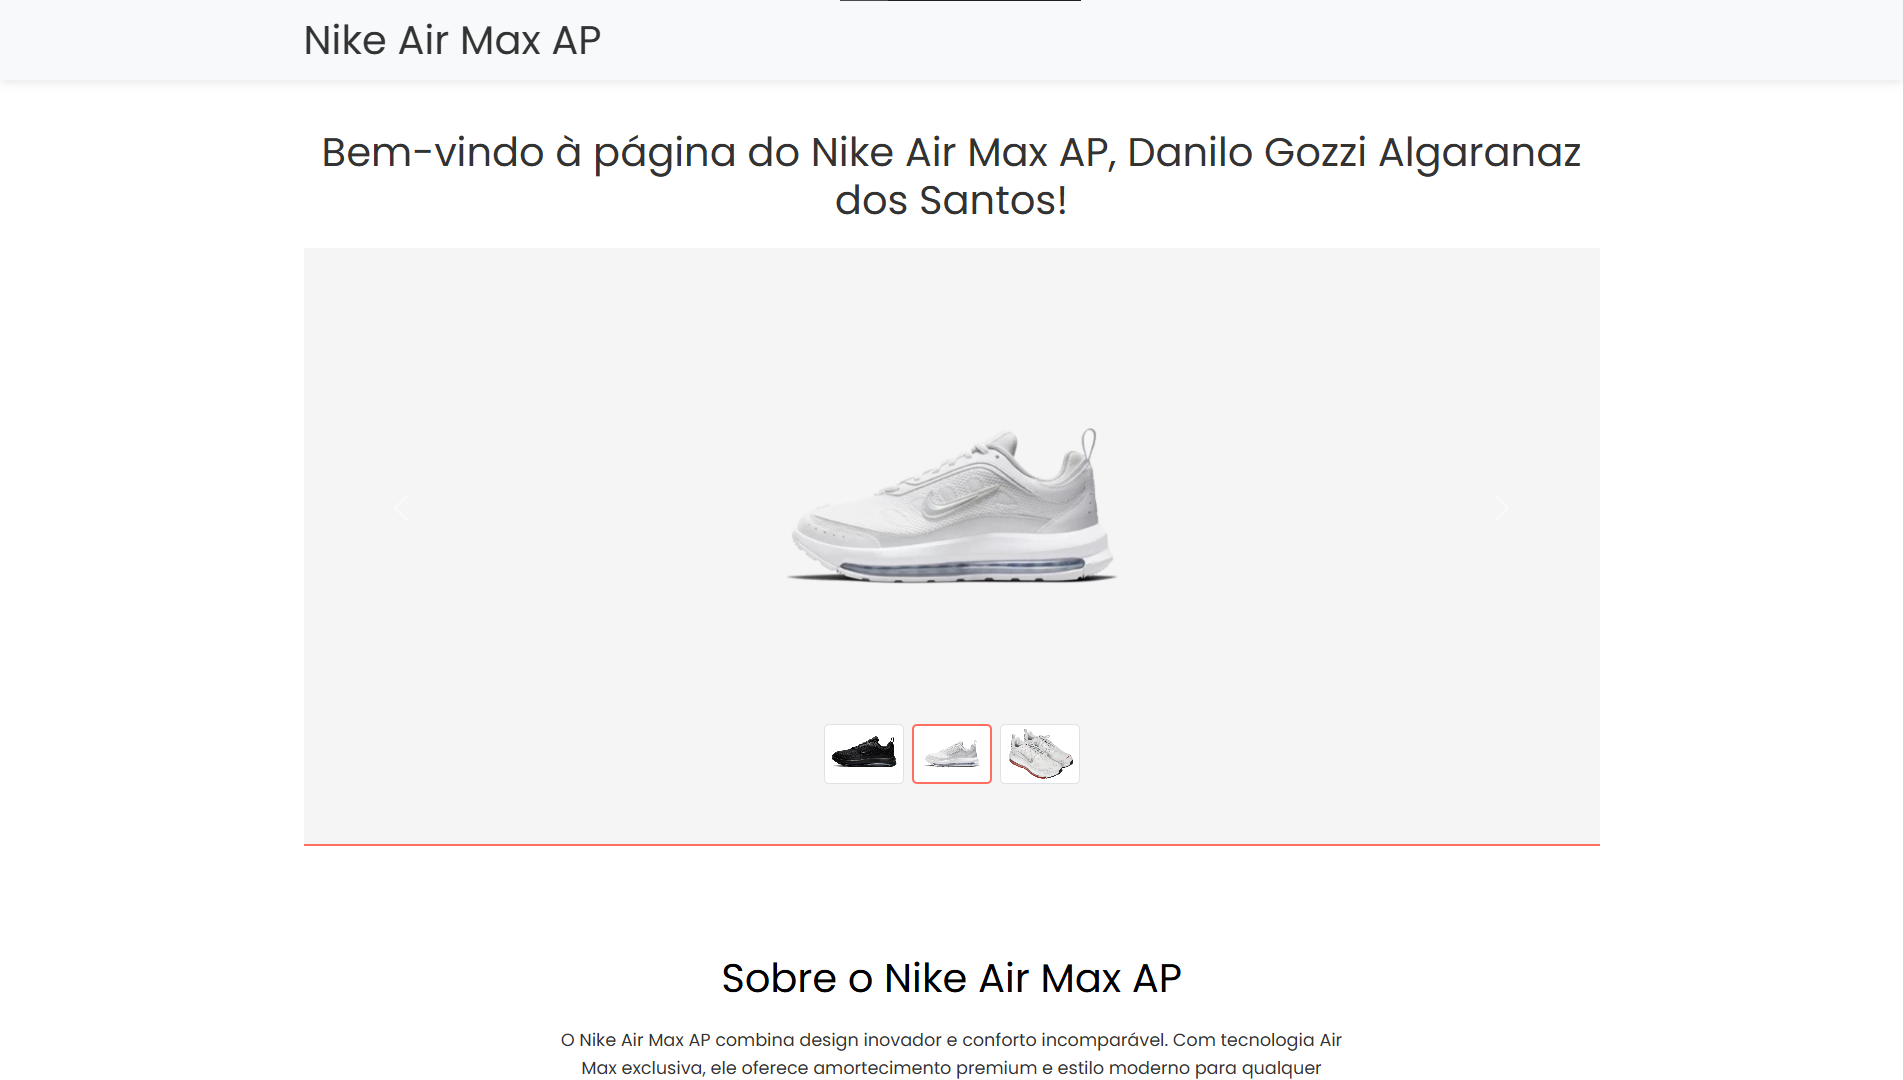 Nike Air Max AP
Bem-vindo à página do Nike Air Max AP, Danilo Gozzi Algaranaz
dos Santos!
Sobre o Nike Air Max AP
O Nike Air Max AP combina design inovador e conforto incomparável. Com tecnologia Air
Max exclusiva, ele oferece amortecimento premium e estilo moderno para qualquer